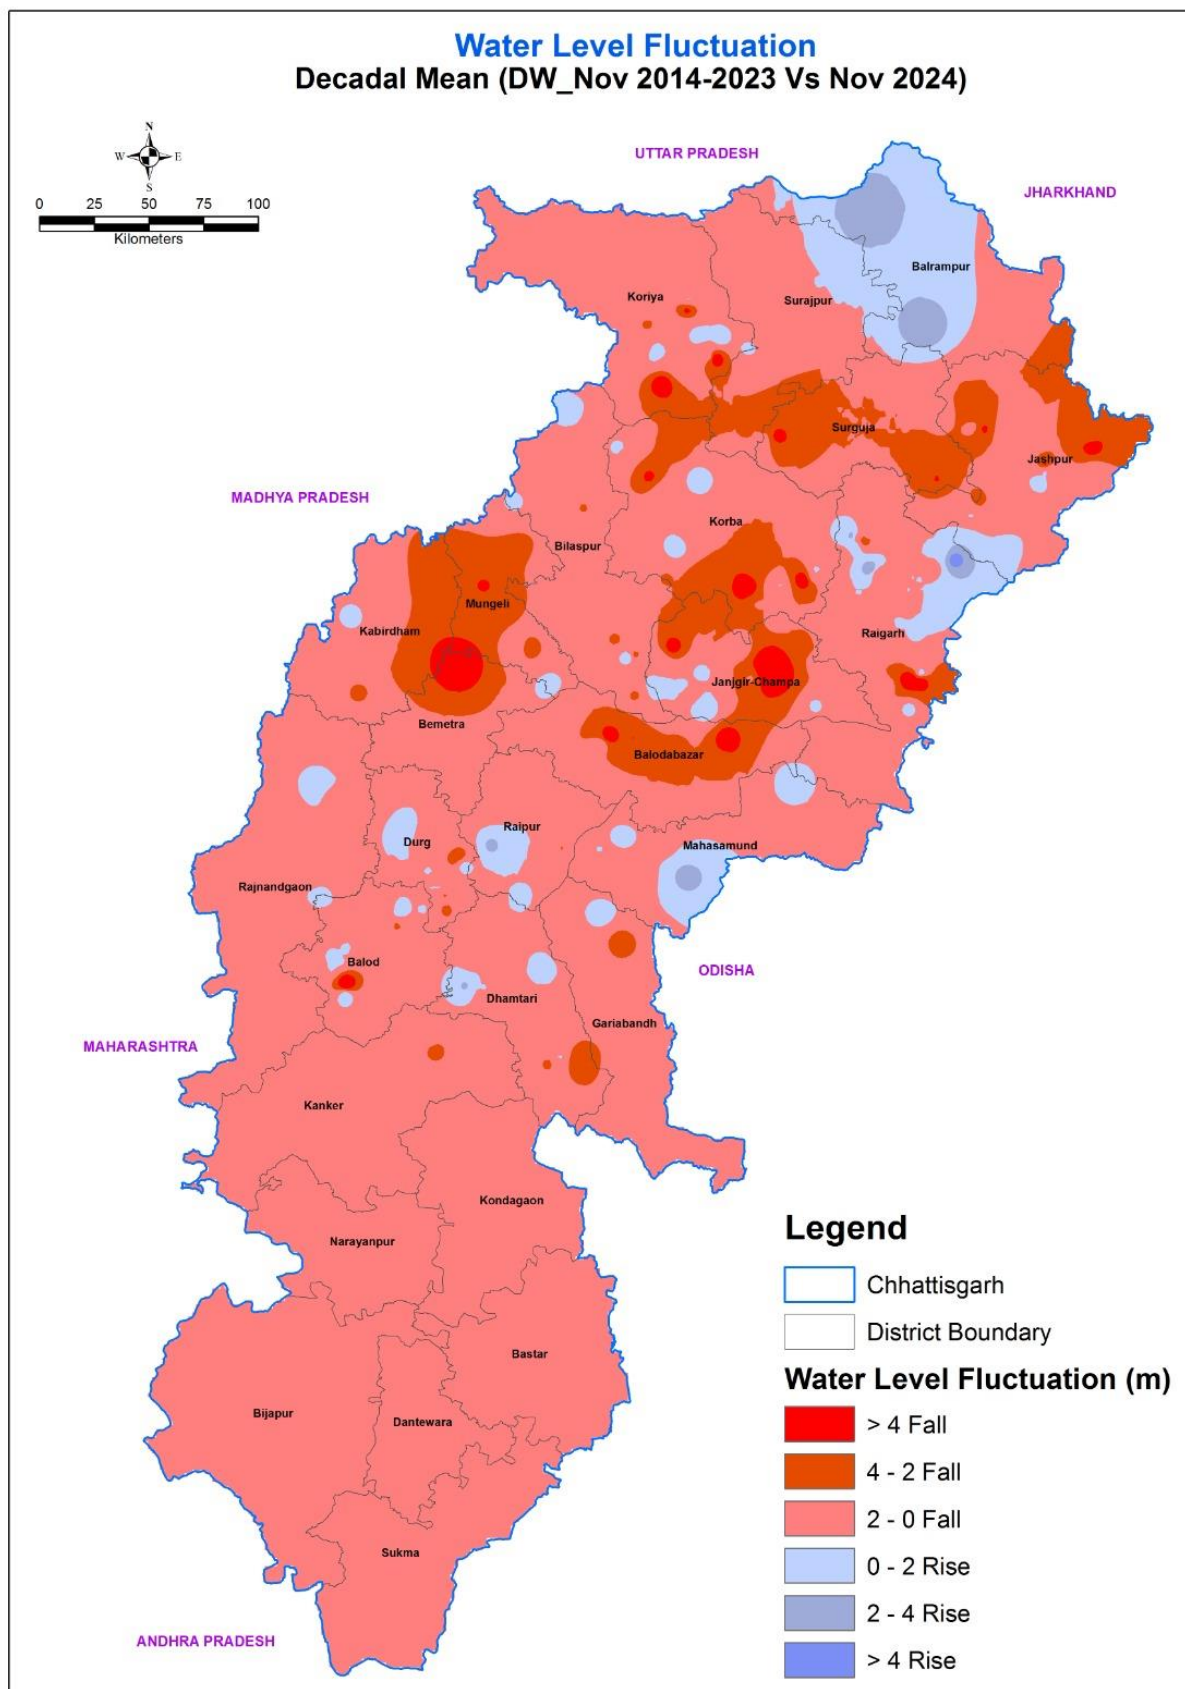 Water Level Fluctuation
Decadal Mean (DW_Nov 2014-2023 Vs Nov 2024)
N
W E
S
0 25 50 75 100
Kilometers
UTTAR PRADESH
JHARKHAND
Balrampur
Koriya
Surajpur
Surguja
Jashpur
MADHYA PRADESH
Korba
Bilaspur
Mungeli
Kabirdham
Raigarh
Janjgir-Champa
Bemetra
Balodabazar
Raipur
Durg
Mahasamund
Rajnandgaon
Balod
ODISHA
Dhamtari
Gariabandh
MAHARASHTRA
Kanker
Kondagaon
Narayanpur
Bastar
Bijapur
Dantewara
Sukma
ANDHRA PRADESH
Legend
Chhattisgarh
District Boundary
Water Level Fluctuation (m)
> 4 Fall
4 - 2 Fall
2 - 0 Fall
0 - 2 Rise
2 - 4 Rise
> 4 Rise